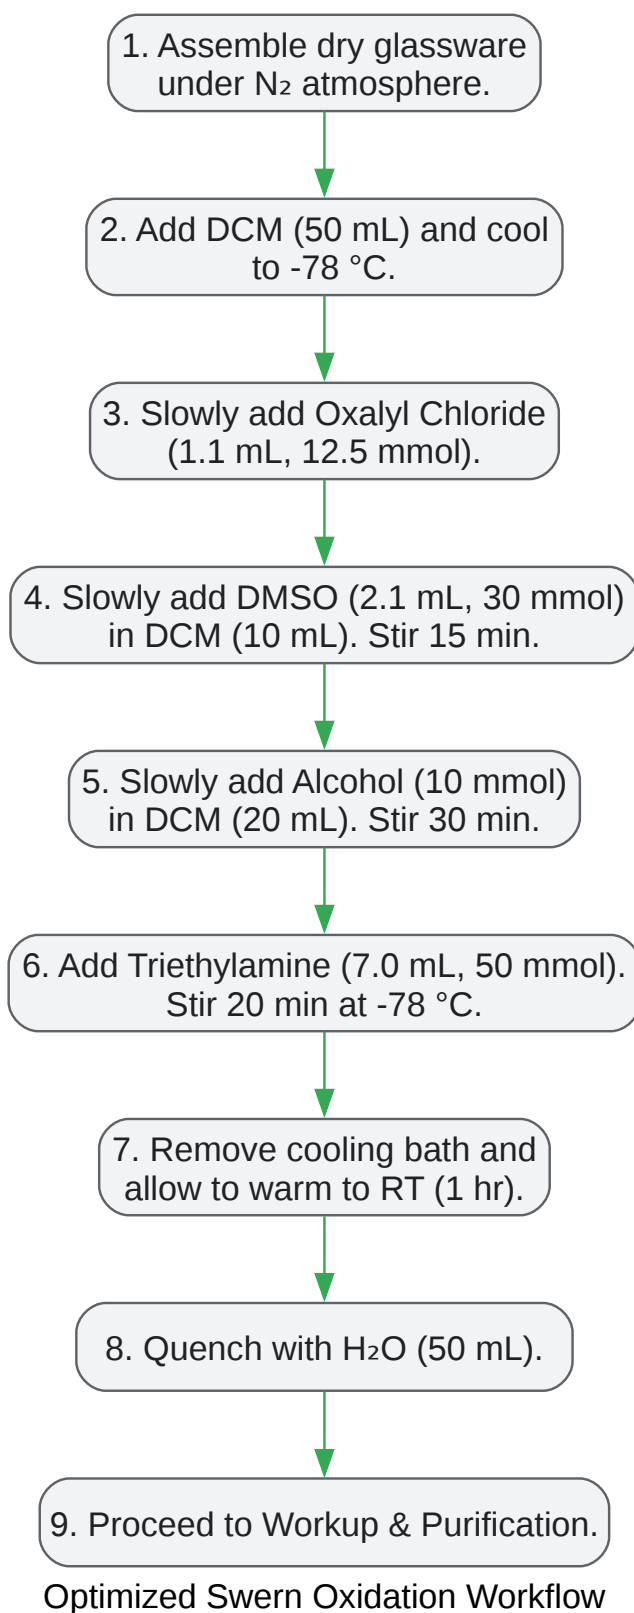 1. Assemble dry glassware
under N₂ atmosphere.
2. Add DCM (50 mL) and cool
to -78 °C.
3. Slowly add Oxalyl Chloride
(1.1 mL, 12.5 mmol).
4. Slowly add DMSO (2.1 mL, 30 mmol)
in DCM (10 mL). Stir 15 min.
5. Slowly add Alcohol (10 mmol)
in DCM (20 mL). Stir 30 min.
6. Add Triethylamine (7.0 mL, 50 mmol).
Stir 20 min at -78 °C.
7. Remove cooling bath and
allow to warm to RT (1 hr).
8. Quench with H₂O (50 mL).
9. Proceed to Workup & Purification.
Optimized Swern Oxidation Workflow